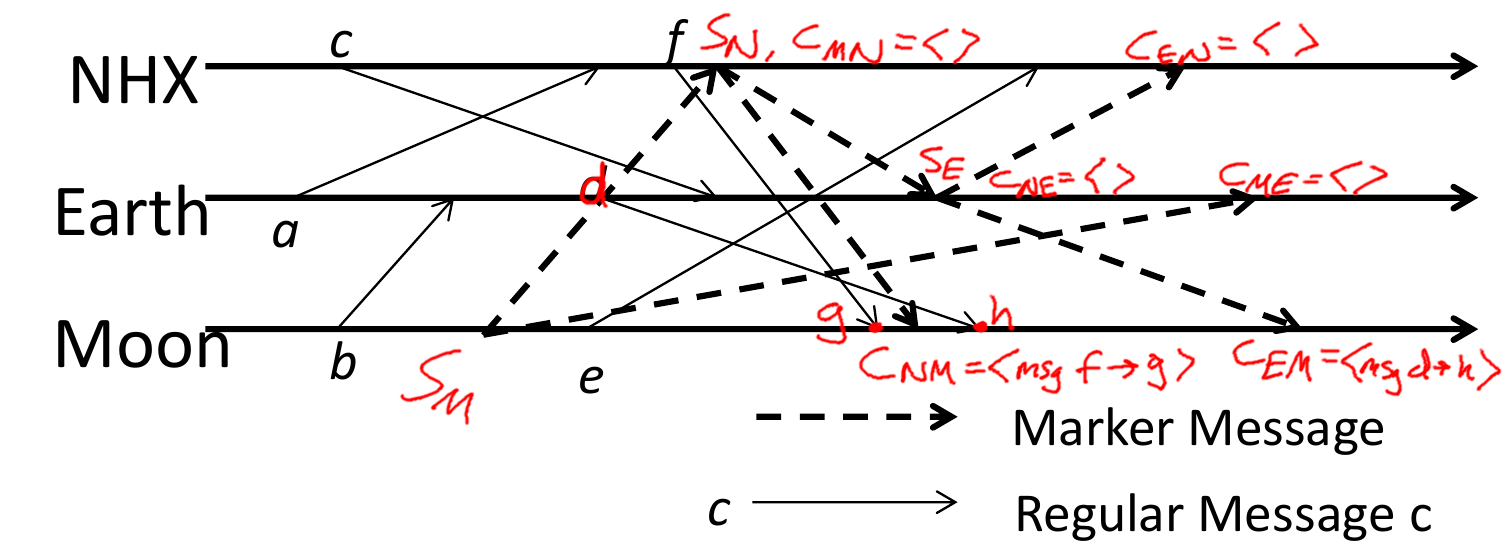 c f S_N, C_MN = < > C_EN = < >
NHX
d S_E C_NE = < > C_ME = < >
Earth
a
g h
Moon
b S_M e C_NM = <msg f→g> C_EM = <msg d→h>
Marker Message
c Regular Message c